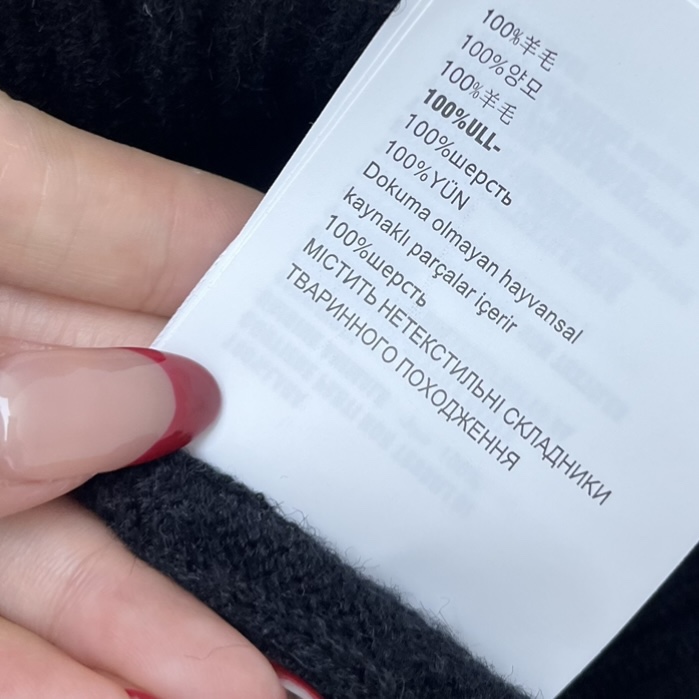 100%羊毛
100%양모
100%羊毛
100%ULL-
100%шерсть
100%YÜN
Dokuma olmayan hayvansal
kaynaklı parçalar içerir
100%шерсть
МІСТИТЬ НЕТЕКСТИЛЬНІ СКЛАДНИКИ
ТВАРИННОГО ПОХОДЖЕННЯ